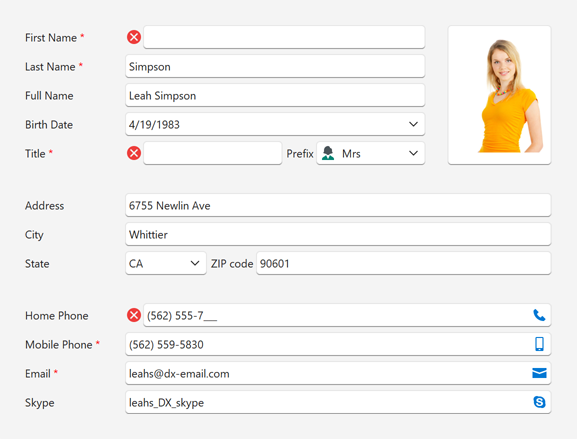 First Name *
Last Name * Simpson
Full Name Leah Simpson
Birth Date 4/19/1983
Title * Prefix Mrs
Address 6755 Newlin Ave
City Whittier
State CA ZIP code 90601
Home Phone (562) 555-7___
Mobile Phone * (562) 559-5830
Email * leahs@dx-email.com
Skype leahs_DX_skype